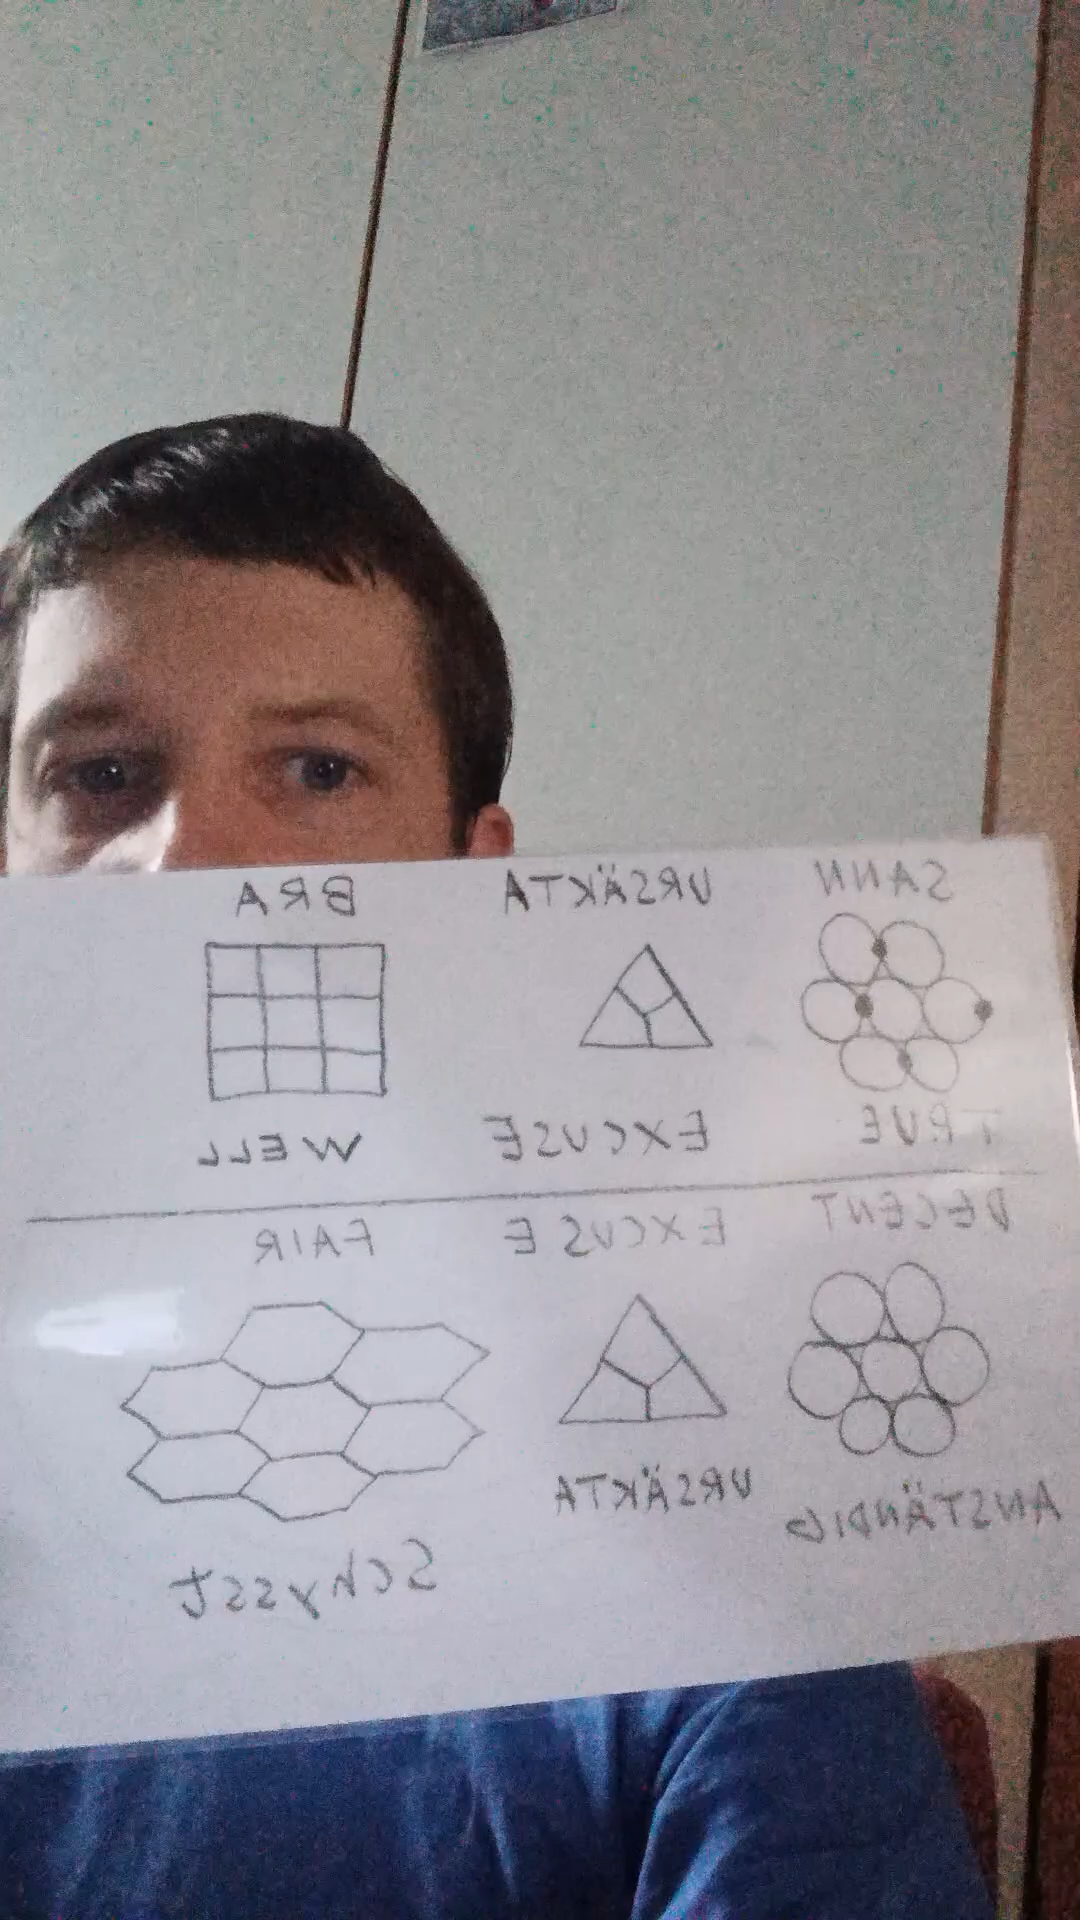 SANN URSÄKTA BRA
TRUE EXCUSE WELL
DECENT EXCUSE FAIR
ANSTÄNDIG URSÄKTA SCHYSST